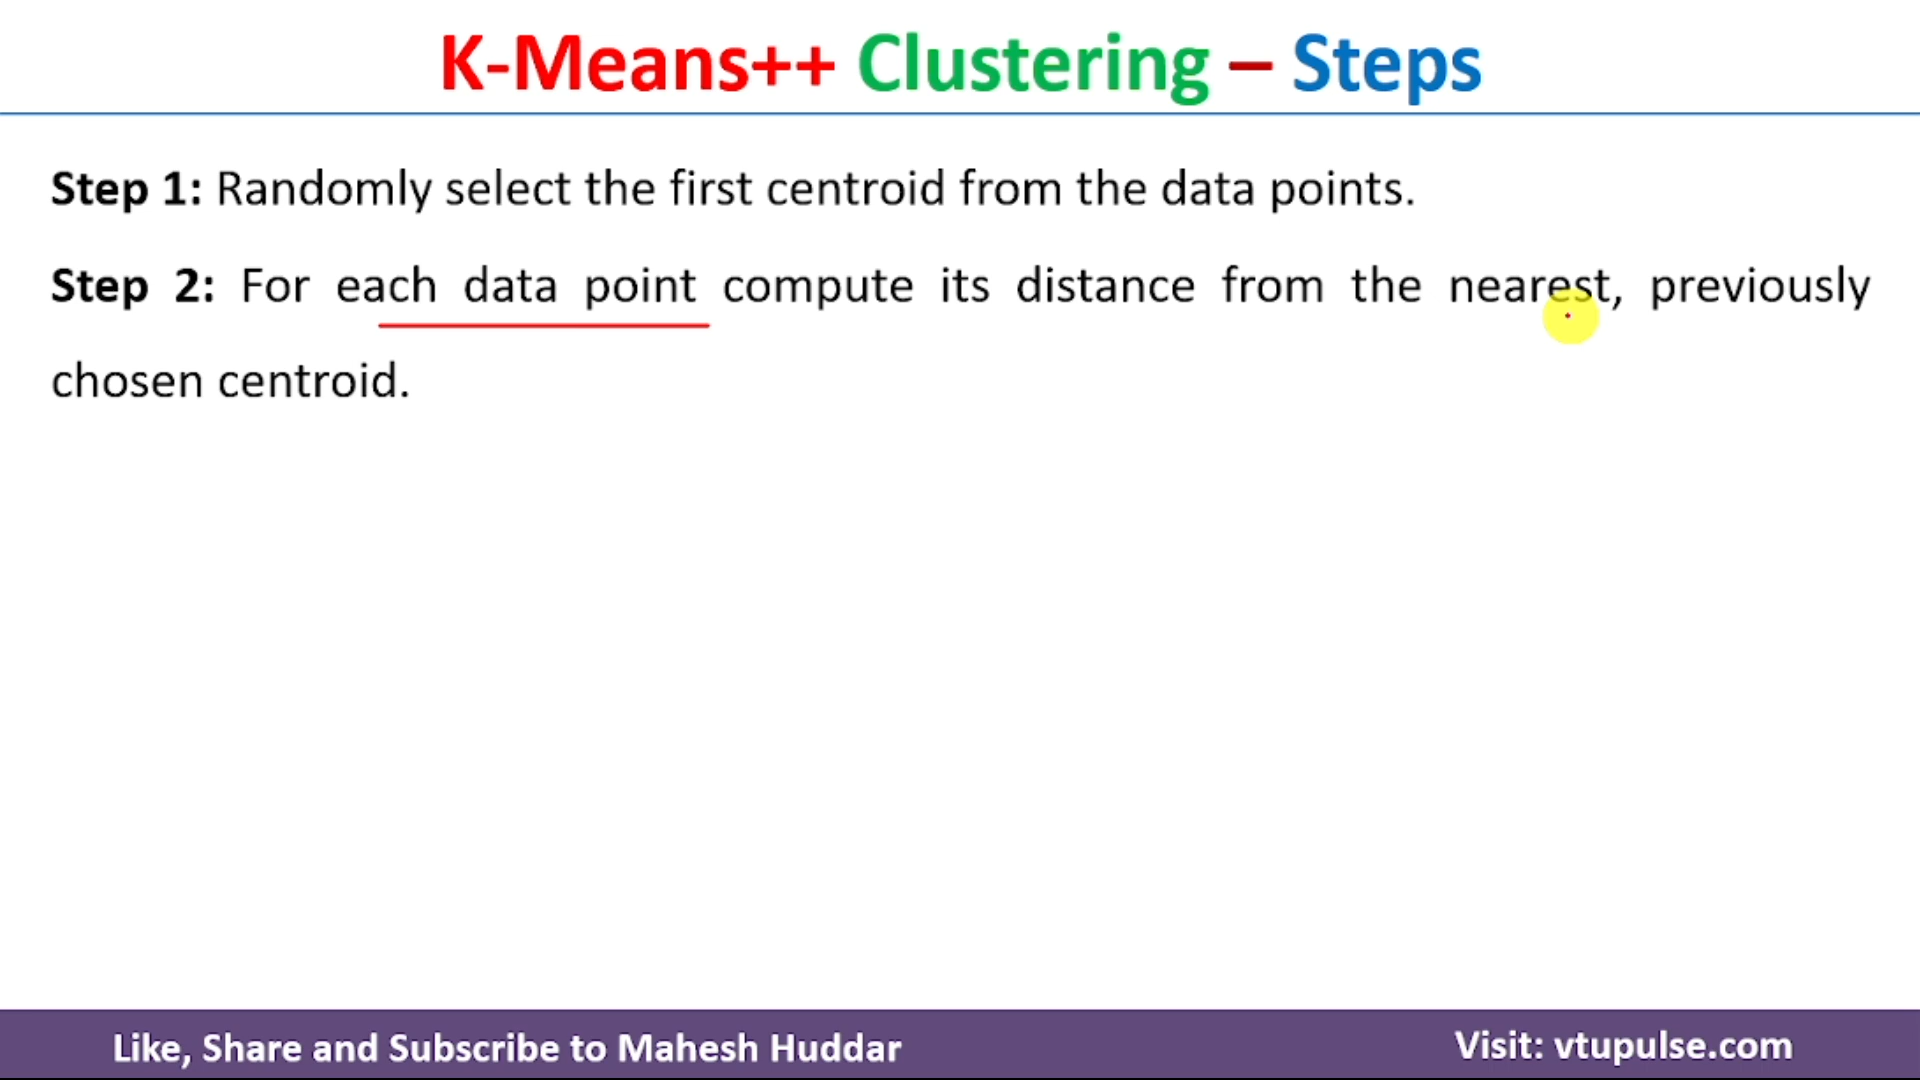 K-Means++ Clustering – Steps
Step 1: Randomly select the first centroid from the data points.
Step 2: For each data point compute its distance from the nearest, previously
chosen centroid.
Like, Share and Subscribe to Mahesh Huddar
Visit: vtupulse.com